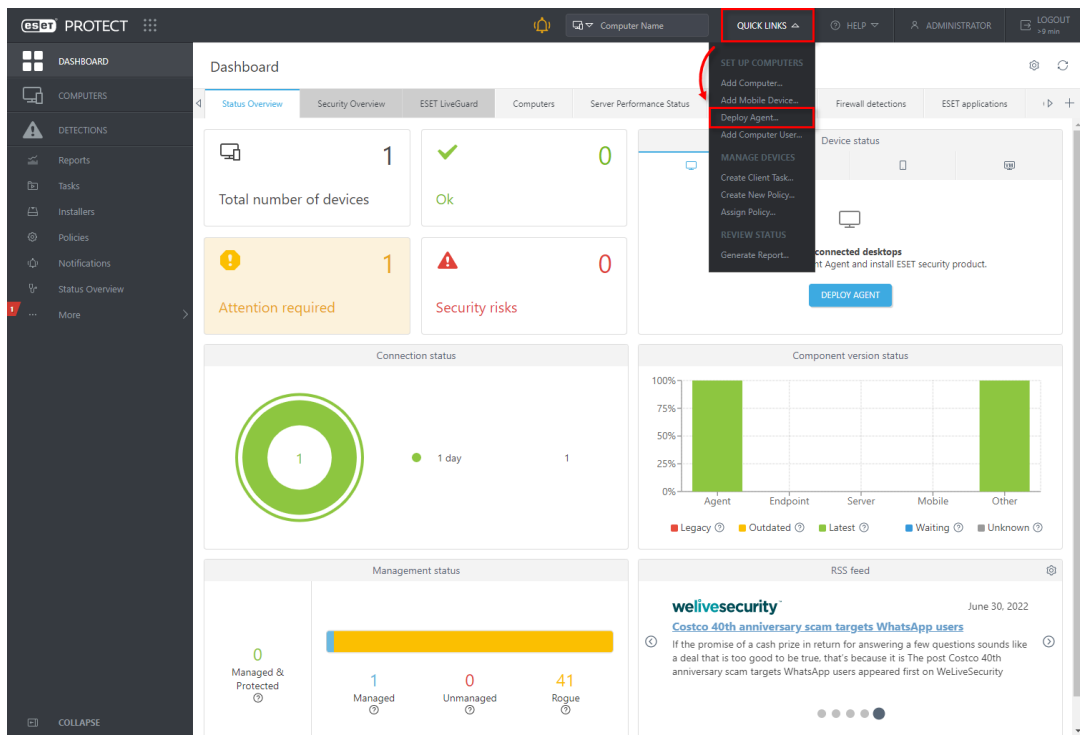 eset PROTECT
Computer Name
QUICK LINKS
HELP
ADMINISTRATOR
LOGOUT
>9 min
DASHBOARD
COMPUTERS
DETECTIONS
Reports
Tasks
Installers
Policies
Notifications
Status Overview
1
More
COLLAPSE
Dashboard
SET UP COMPUTERS
Add Computer...
Add Mobile Device...
Deploy Agent...
Add Computer User...
MANAGE DEVICES
Create Client Task...
Create New Policy...
Assign Policy...
REVIEW STATUS
Generate Report...
Status Overview
Security Overview
ESET LiveGuard
Computers
Server Performance Status
Firewall detections
ESET applications
1
Total number of devices
0
Ok
1
Attention required
0
Security risks
Device status
connected desktops
nt Agent and install ESET security product.
DEPLOY AGENT
Connection status
1
1 day
1
Component version status
100%
75%
50%
25%
0%
Agent
Endpoint
Server
Mobile
Other
Legacy
Outdated
Latest
Waiting
Unknown
Management status
0
Managed &
Protected
1
Managed
0
Unmanaged
41
Rogue
RSS feed
welivesecurity
June 30, 2022
Costco 40th anniversary scam targets WhatsApp users
If the promise of a cash prize in return for answering a few questions sounds like
a deal that is too good to be true, that's because it is The post Costco 40th
anniversary scam targets WhatsApp users appeared first on WeLiveSecurity